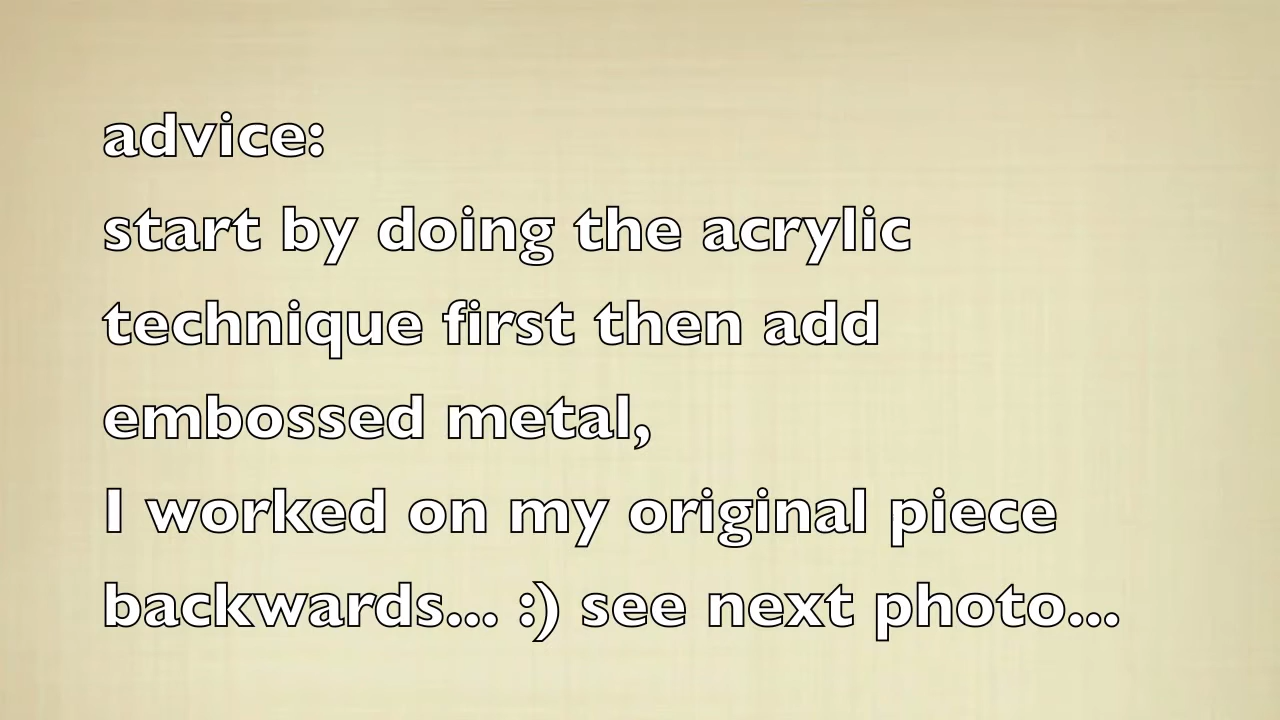 advice:
start by doing the acrylic
technique first then add
embossed metal,
I worked on my original piece
backwards... :) see next photo...